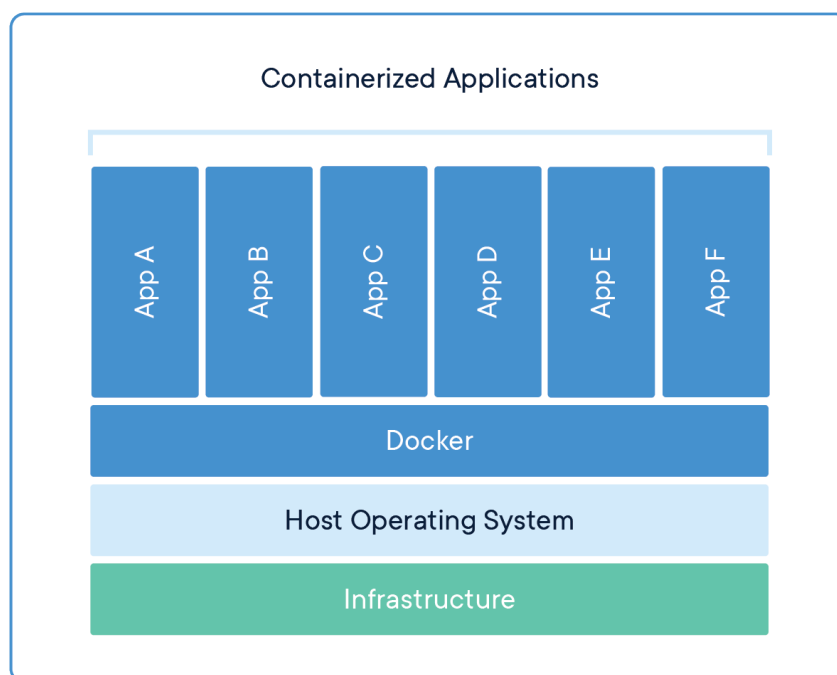 Containerized Applications
App A
App B
App C
App D
App E
App F
Docker
Host Operating System
Infrastructure